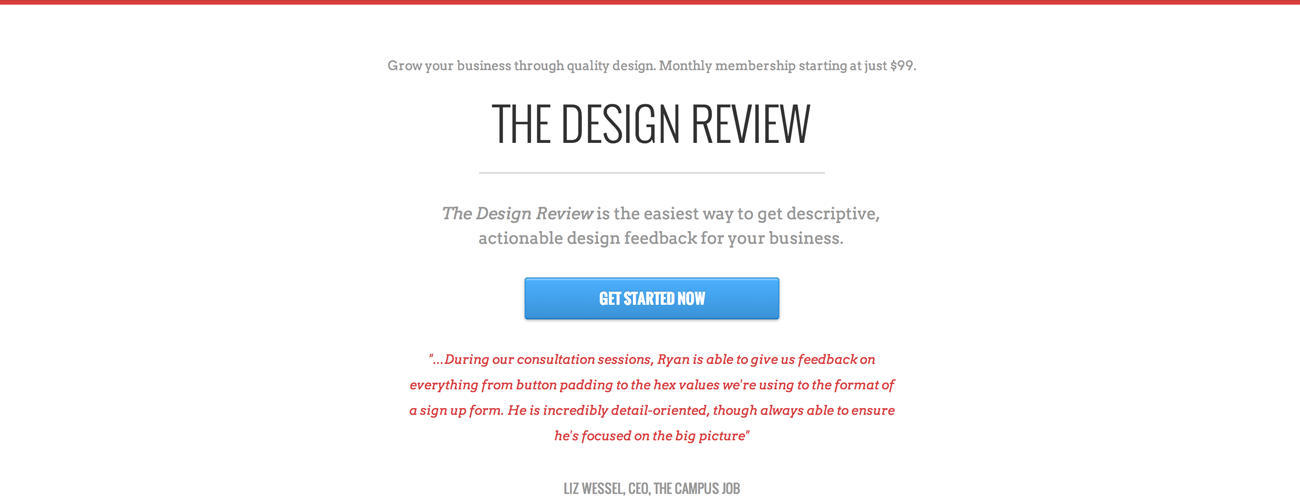 Grow your business through quality design. Monthly membership starting at just $99.
THE DESIGN REVIEW
The Design Review is the easiest way to get descriptive,
actionable design feedback for your business.
GET STARTED NOW
"...During our consultation sessions, Ryan is able to give us feedback on
everything from button padding to the hex values we're using to the format of
a sign up form. He is incredibly detail-oriented, though always able to ensure
he's focused on the big picture"
LIZ WESSEL, CEO, THE CAMPUS JOB